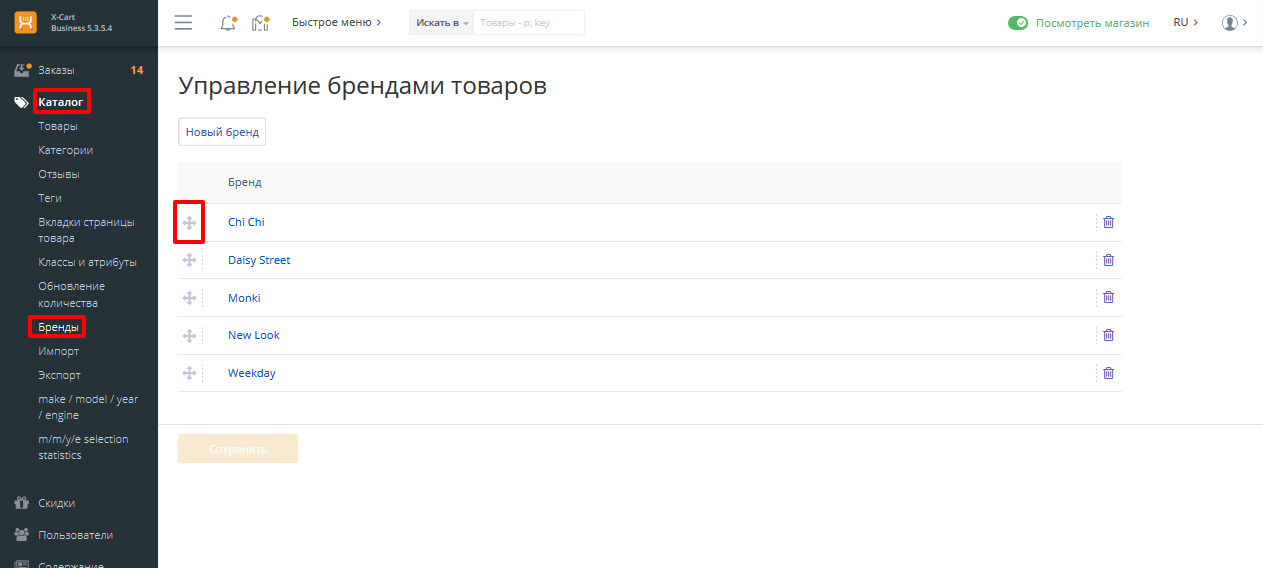 X-Cart
Business 5.3.5.4
Быстрое меню
Искать в
Товары - p: key
Посмотреть магазин
RU
Заказы
14
Каталог
Товары
Категории
Отзывы
Теги
Вкладки страницы
товара
Классы и атрибуты
Обновление
количества
Бренды
Импорт
Экспорт
make / model / year
/ engine
m/m/y/e selection
statistics
Скидки
Пользователи
Содержание
Управление брендами товаров
Новый бренд
Бренд
Chi Chi
Daisy Street
Monki
New Look
Weekday
Сохранить